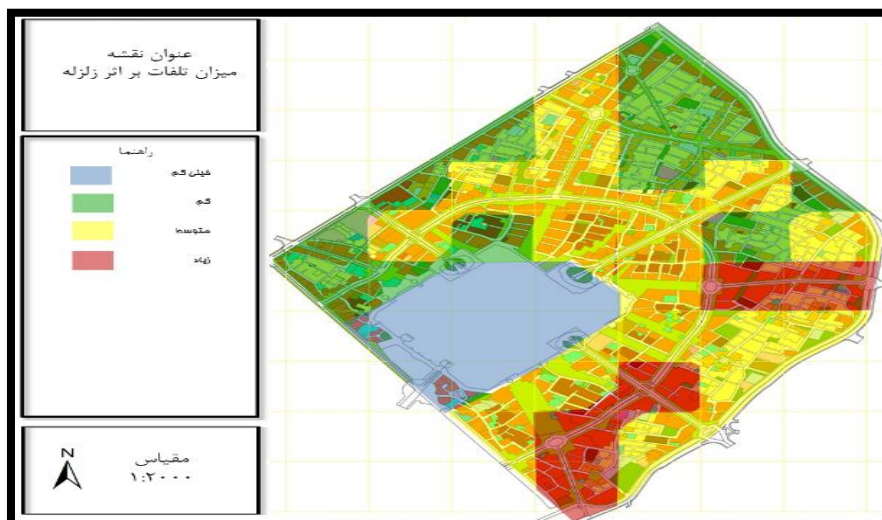 عنوان نقشه
میزان تلفات بر اثر زلزله
راهنما
خیلی کم
کم
متوسط
زیاد
N
مقیاس
۱:۲۰۰۰